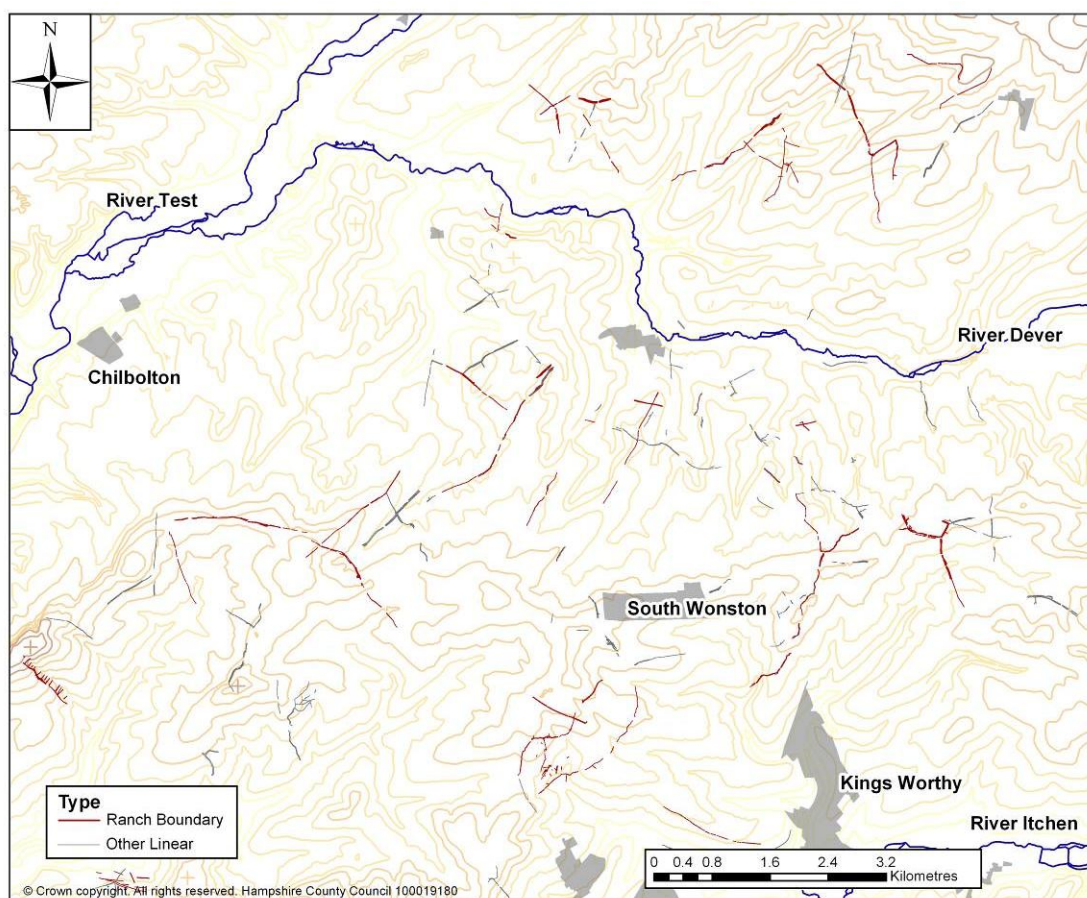 N
River Test
River Dever
Chilbolton
South Wonston
Kings Worthy
River Itchen
Type
Ranch Boundary
Other Linear
0 0.4 0.8 1.6 2.4 3.2
Kilometres
© Crown copyright. All rights reserved. Hampshire County Council 100019180